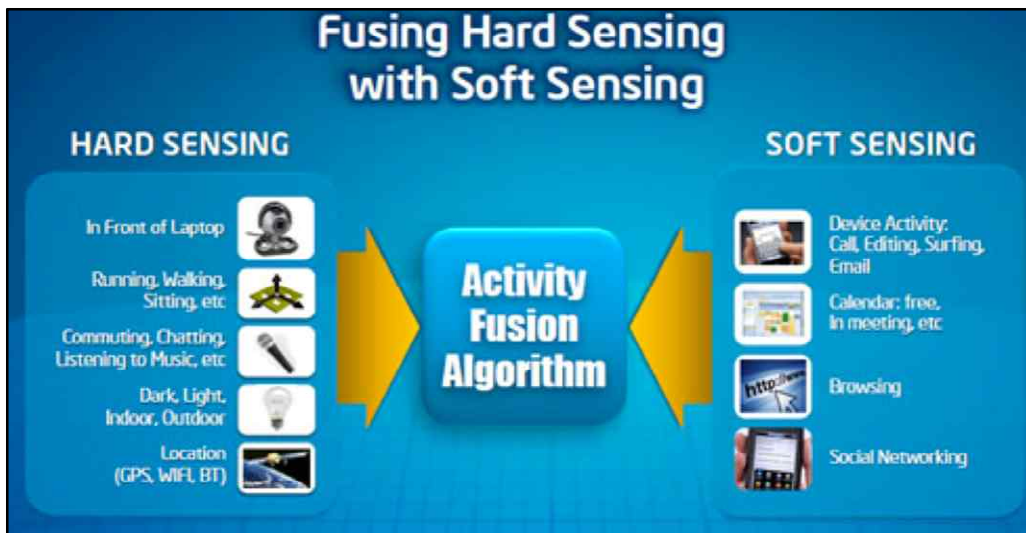 Fusing Hard Sensing
with Soft Sensing
HARD SENSING
In Front of Laptop
Running, Walking,
Sitting, etc
Commuting, Chatting,
Listening to Music, etc
Dark, Light,
Indoor, Outdoor
Location
(GPS, WIFI, BT)
Activity
Fusion
Algorithm
SOFT SENSING
Device Activity:
Call, Editing, Surfing,
Email
Calendar: free,
In meeting, etc
http://www
Browsing
Social Networking